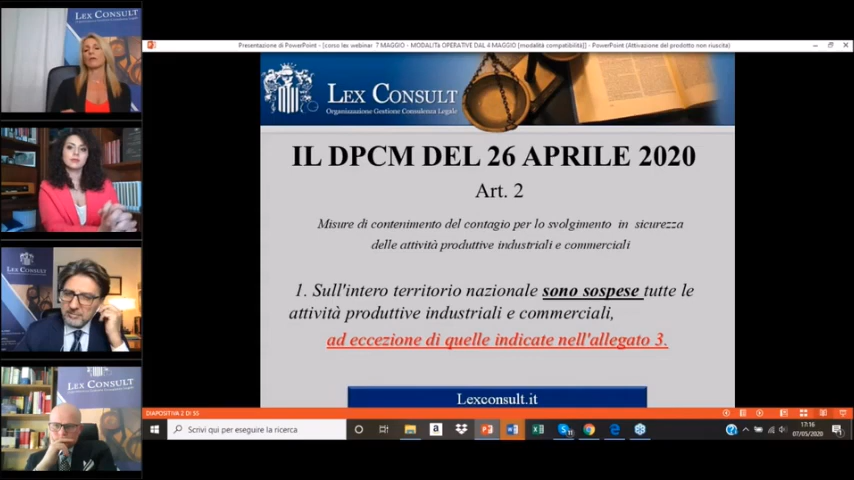 LEX CONSULT
LEX CONSULT
LEX CONSULT
Presentazione di PowerPoint - [corso lex webinar 7 MAGGIO - MODALITà OPERATIVE DAL 4 MAGGIO [modalità compatibilità]] - PowerPoint (Attivazione del prodotto non riuscita)
LEX CONSULT
Organizzazione Gestione Consulenza Legale
IL DPCM DEL 26 APRILE 2020
Art. 2
Misure di contenimento del contagio per lo svolgimento in sicurezza
delle attività produttive industriali e commerciali
1. Sull'intero territorio nazionale sono sospese tutte le
attività produttive industriali e commerciali,
ad eccezione di quelle indicate nell'allegato 3.
Lexconsult.it
DIAPOSITIVA 2 DI 55
Scrivi qui per eseguire la ricerca
17:16
07/05/2020